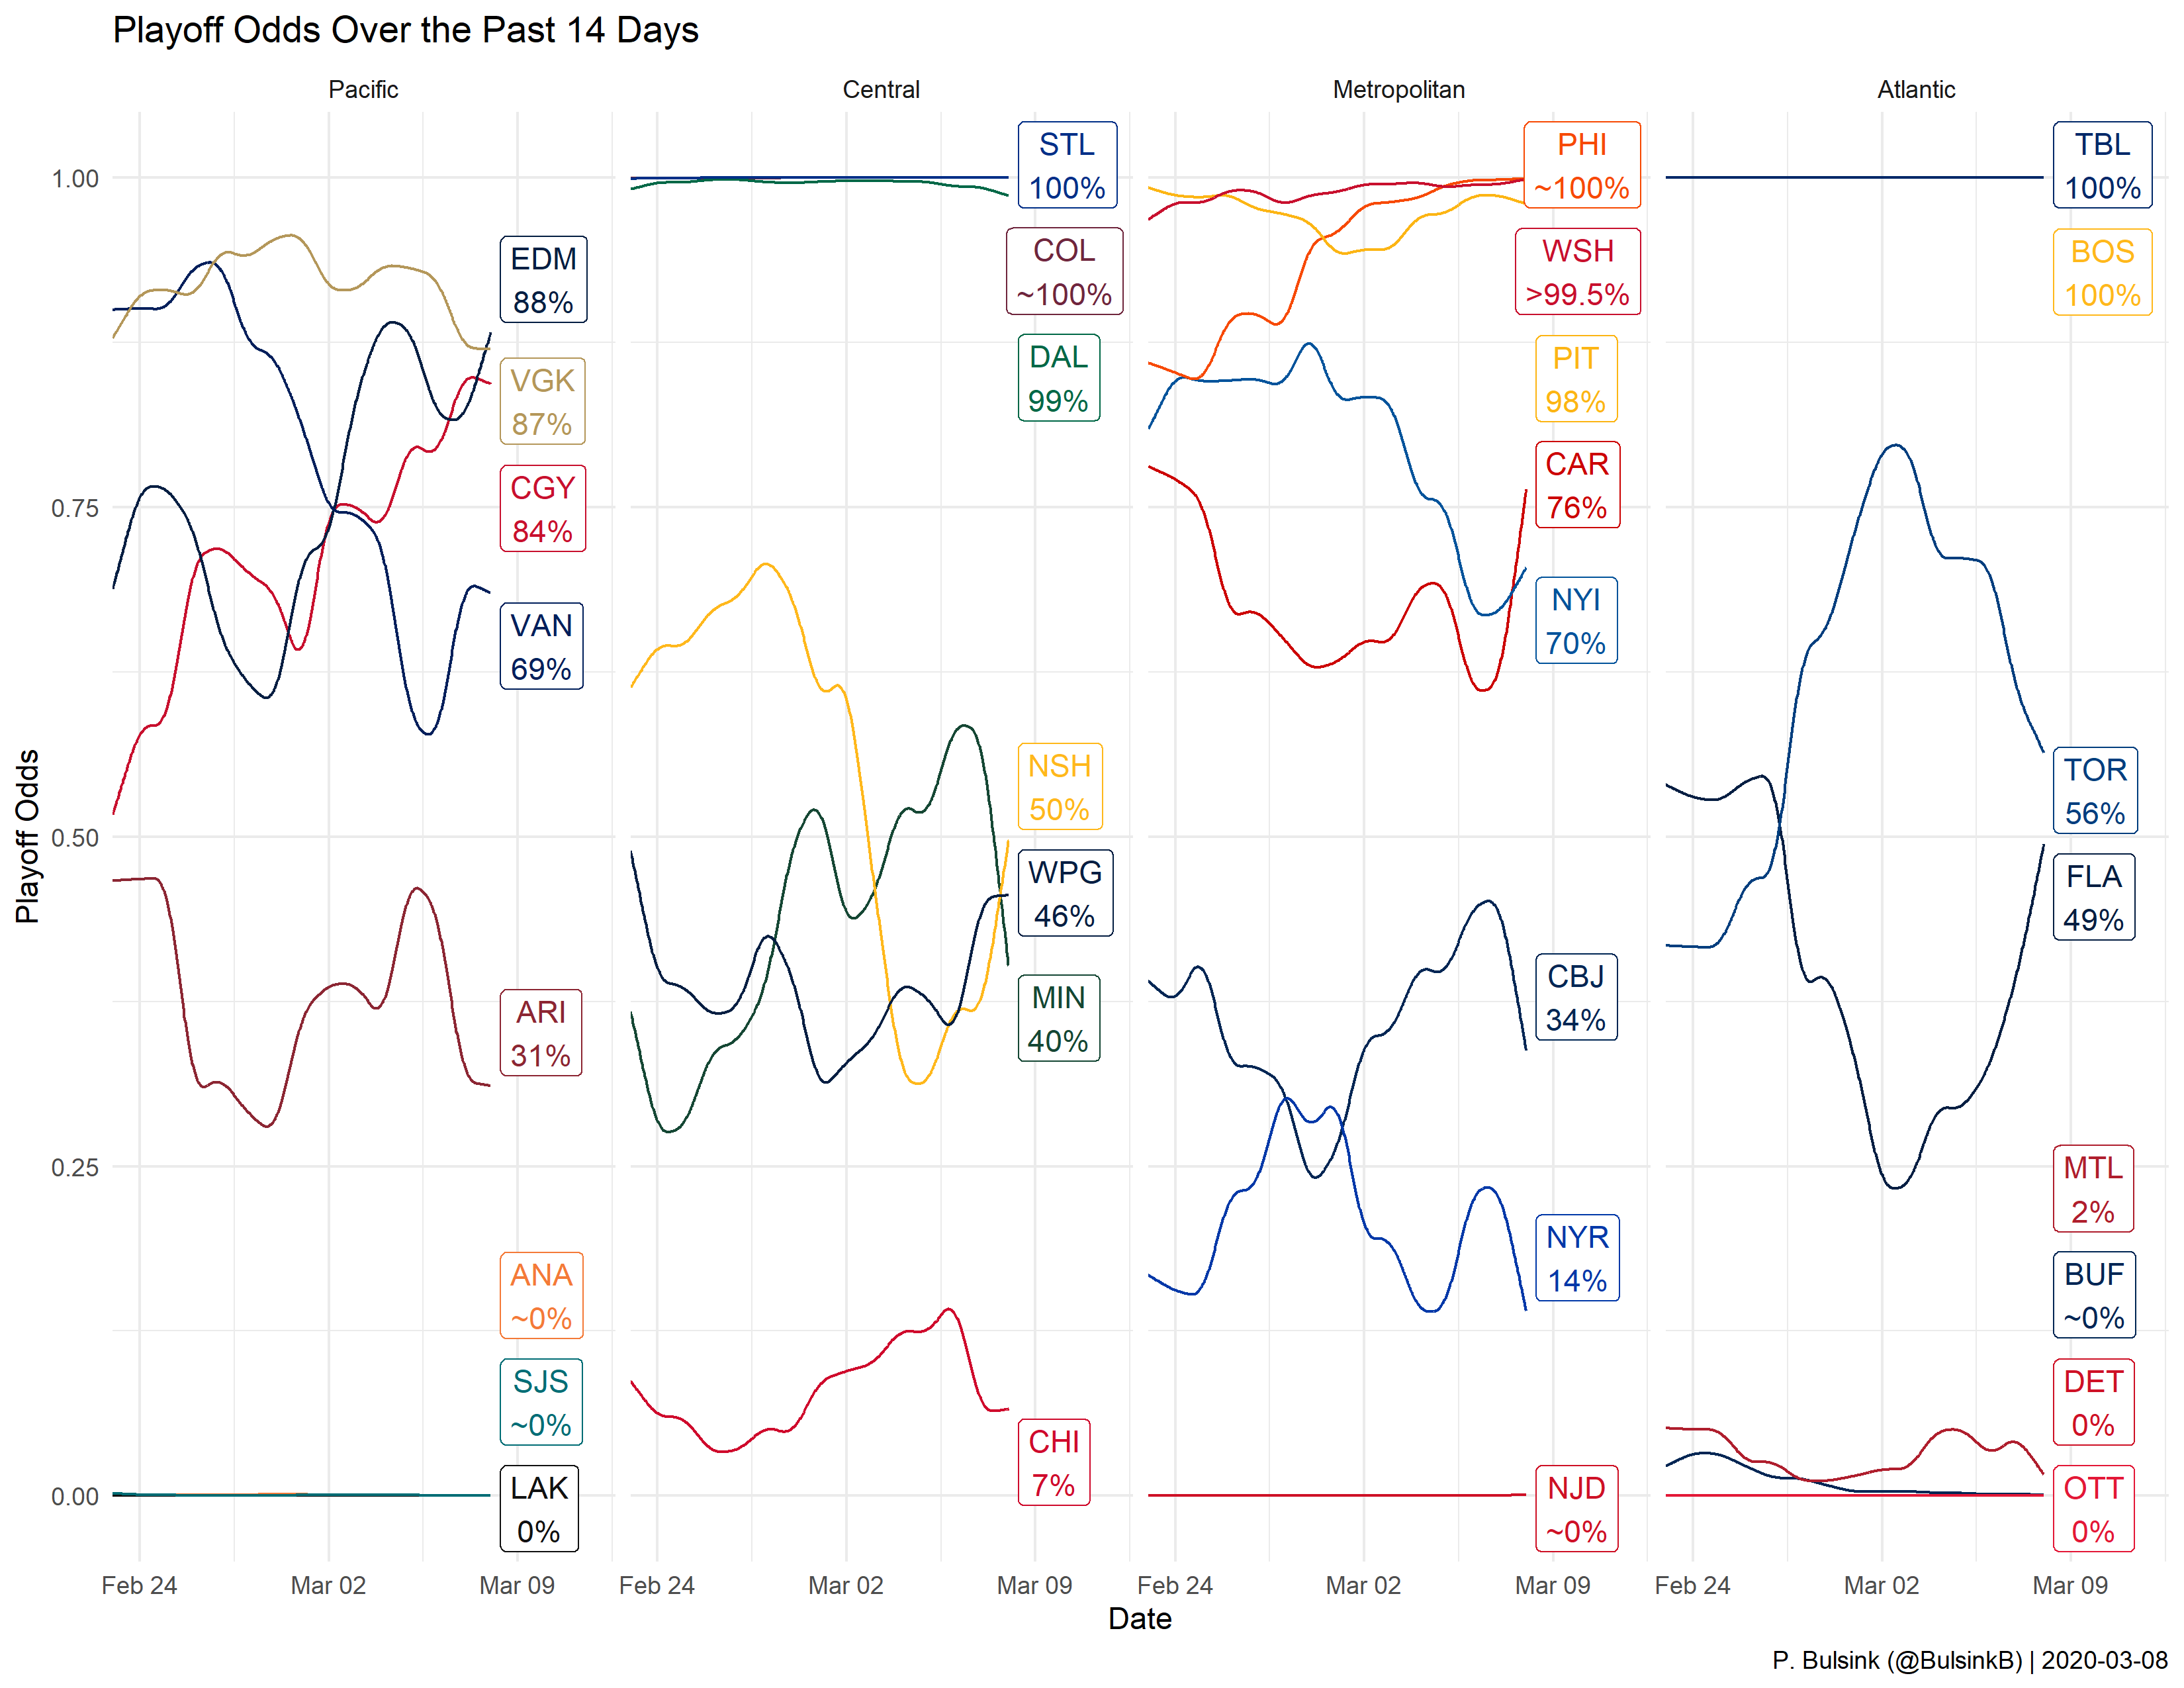 Playoff Odds Over the Past 14 Days
Pacific
Central
Metropolitan
Atlantic
Playoff Odds
1.00
0.75
0.50
0.25
0.00
EDM
88%
VGK
87%
CGY
84%
VAN
69%
ARI
31%
ANA
~0%
SJS
~0%
LAK
0%
STL
100%
COL
~100%
DAL
99%
NSH
50%
WPG
46%
MIN
40%
CHI
7%
PHI
~100%
WSH
>99.5%
PIT
98%
CAR
76%
NYI
70%
CBJ
34%
NYR
14%
NJD
~0%
TBL
100%
BOS
100%
TOR
56%
FLA
49%
MTL
2%
BUF
~0%
DET
0%
OTT
0%
Feb 24 Mar 02 Mar 09
Feb 24 Mar 02 Mar 09
Feb 24 Mar 02 Mar 09
Feb 24 Mar 02 Mar 09
Date
P. Bulsink (@BulsinkB) | 2020-03-08